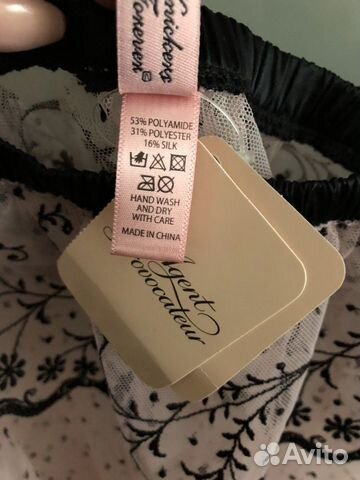 Knickers
Forever
53% POLYAMIDE
31% POLYESTER
16% SILK
HAND WASH
AND DRY
WITH CARE
MADE IN CHINA
Agent
Provocateur
Avito